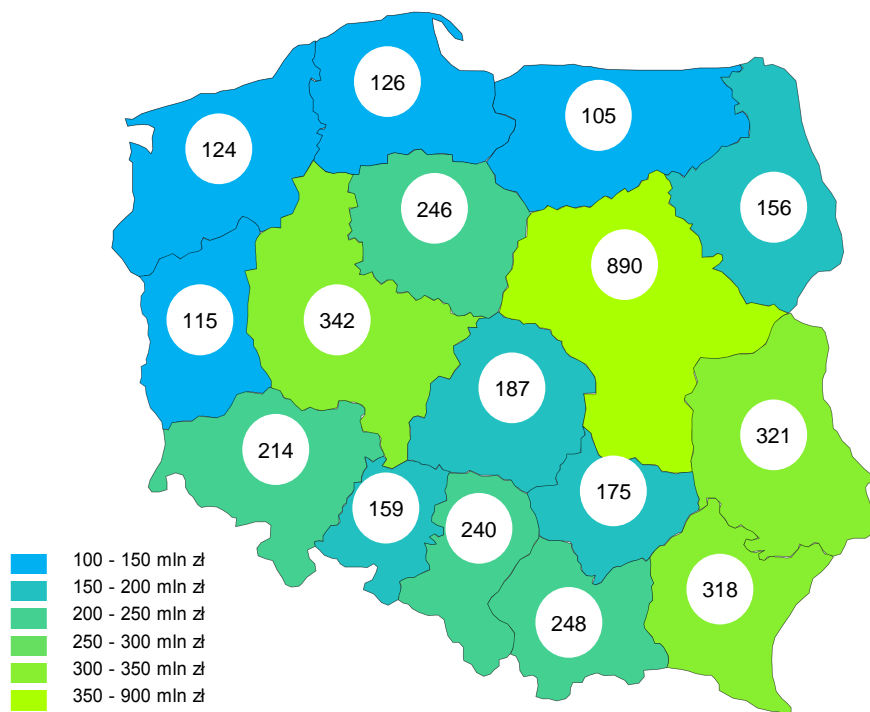 126
105
124
246
156
890
115
342
187
214
321
175
159
240
318
248
100 - 150 mln zł
150 - 200 mln zł
200 - 250 mln zł
250 - 300 mln zł
300 - 350 mln zł
350 - 900 mln zł